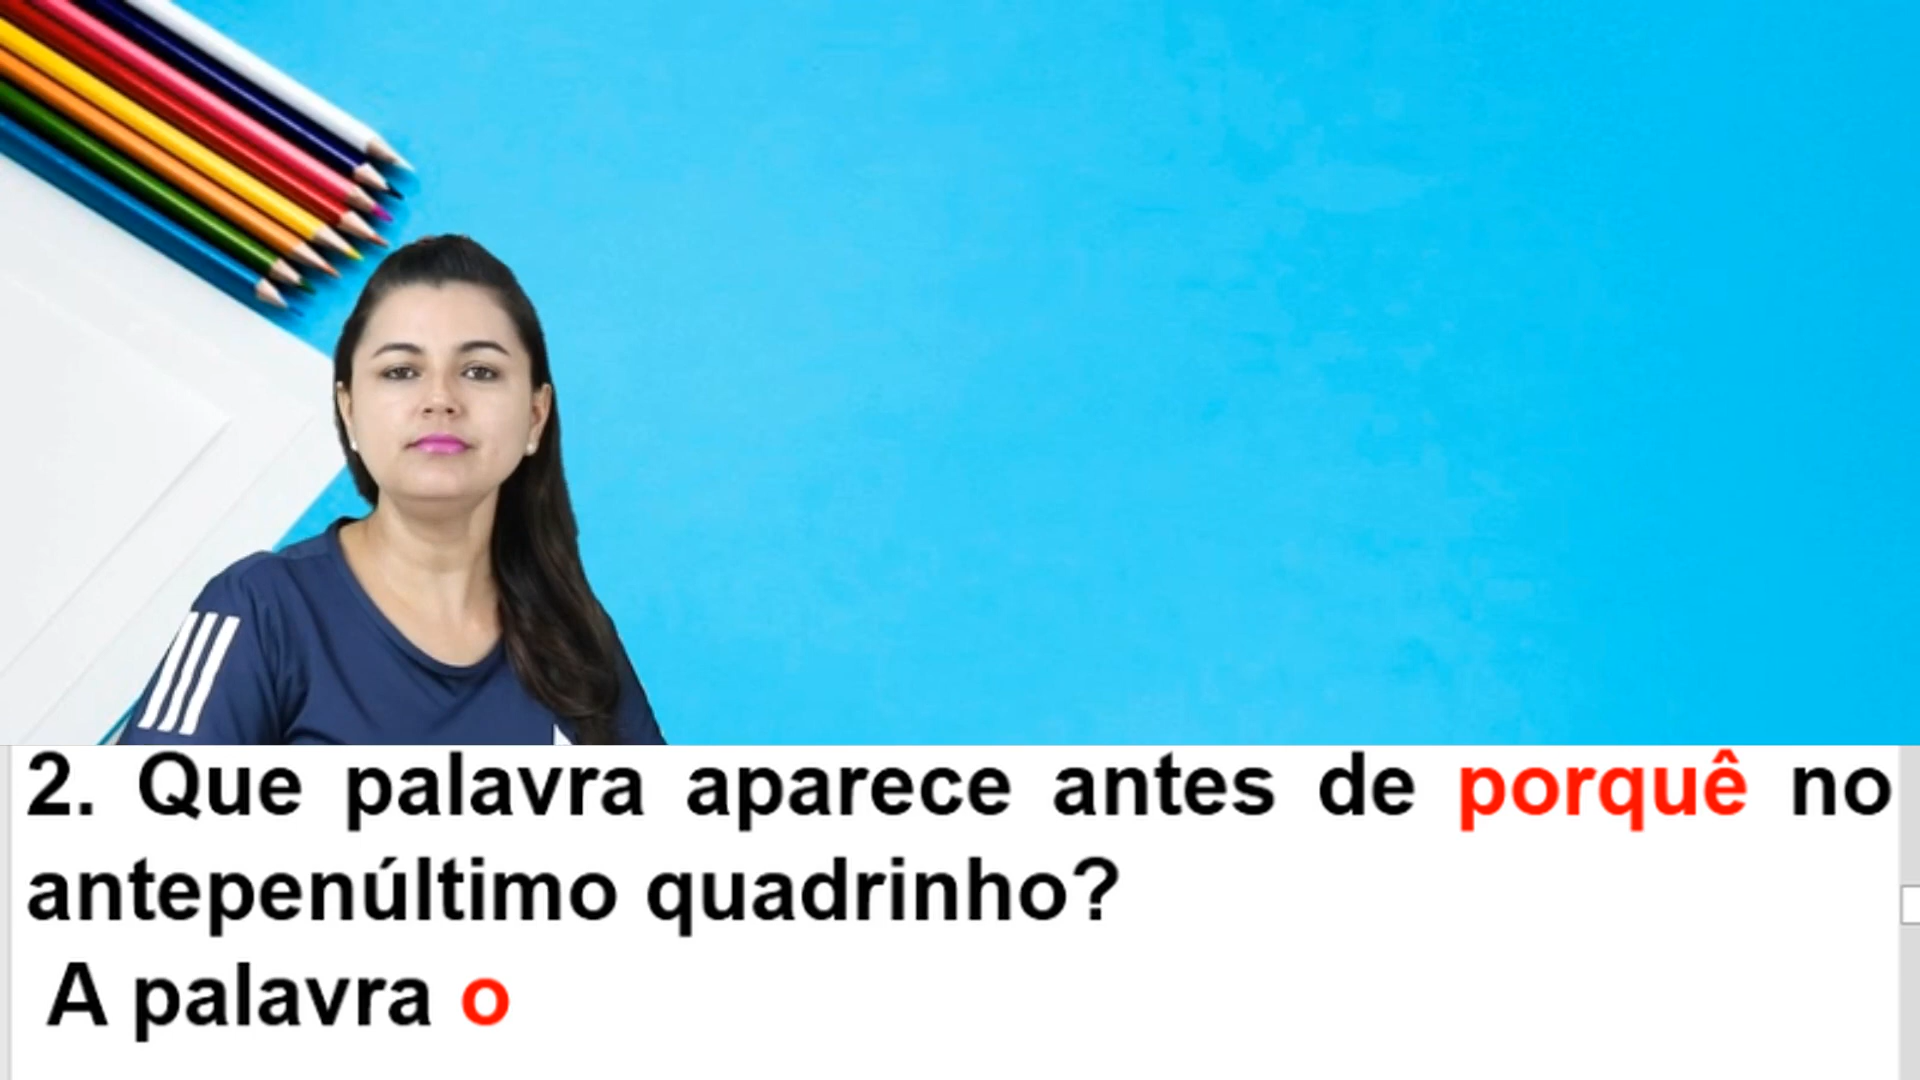 2. Que palavra aparece antes de porquê no
antepenúltimo quadrinho?
A palavra o